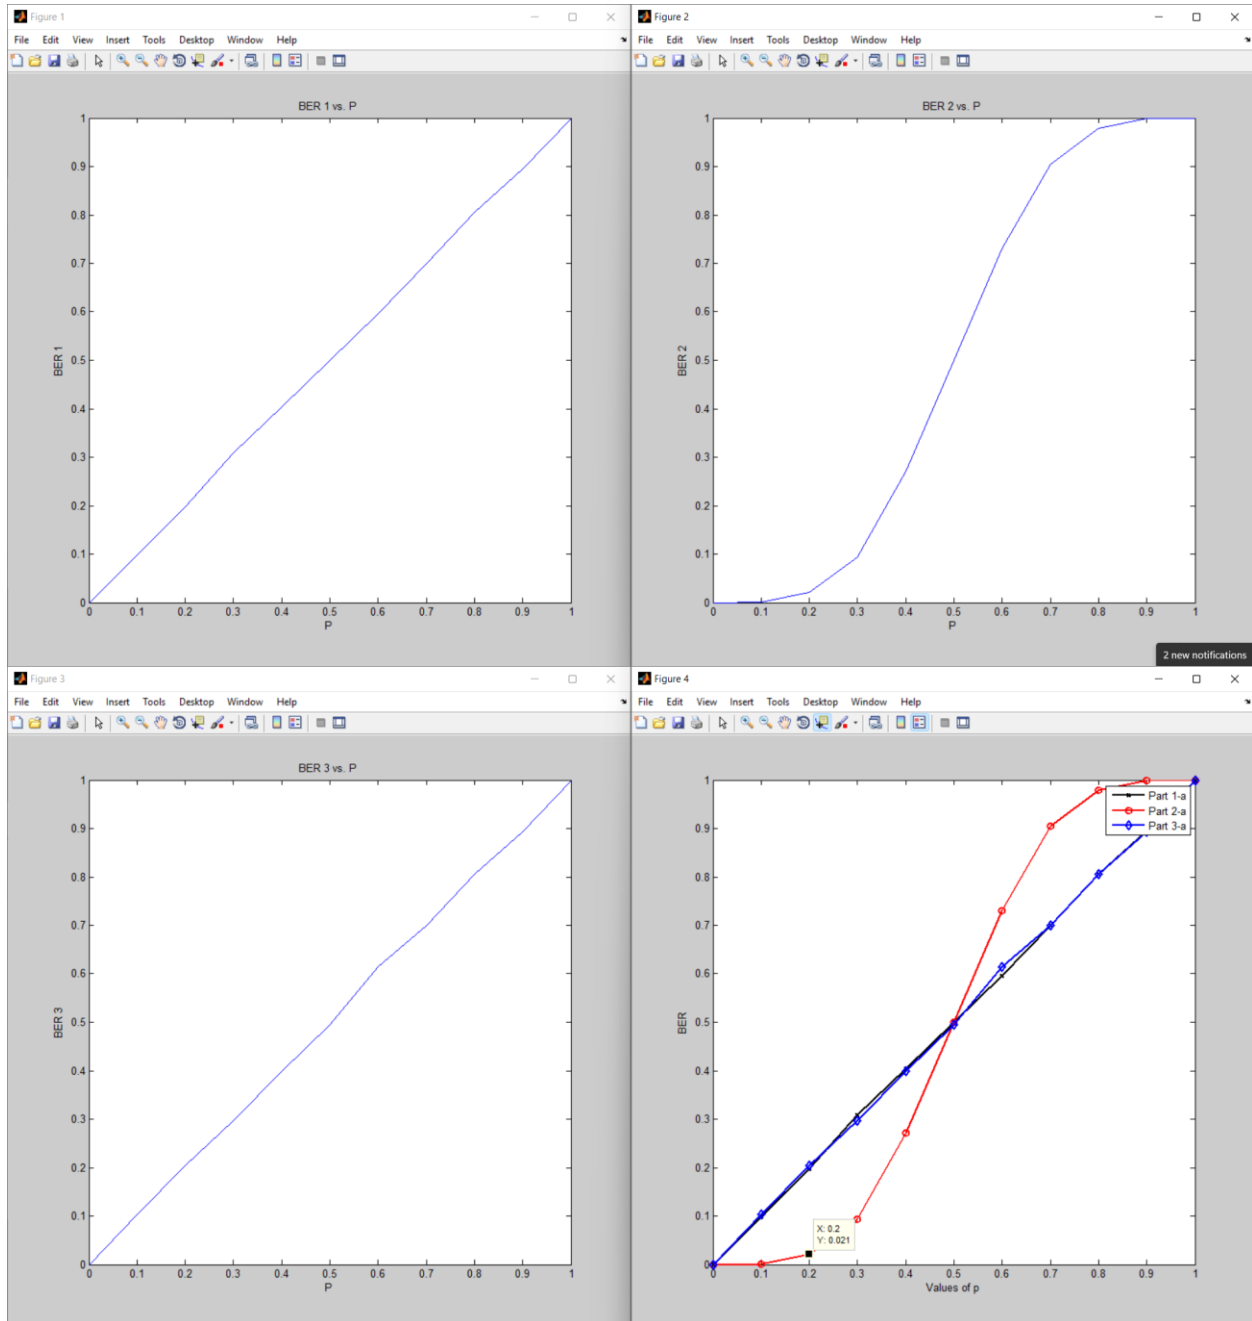 Figure 1
File Edit View Insert Tools Desktop Window Help
BER 1 vs. P
1
0.9
0.8
0.7
0.6
0.5
0.4
0.3
0.2
0.1
0
BER 1
0 0.1 0.2 0.3 0.4 0.5 0.6 0.7 0.8 0.9 1
P
Figure 2
File Edit View Insert Tools Desktop Window Help
BER 2 vs. P
1
0.9
0.8
0.7
0.6
0.5
0.4
0.3
0.2
0.1
0
BER 2
0 0.1 0.2 0.3 0.4 0.5 0.6 0.7 0.8 0.9 1
P
2 new notifications
Figure 3
File Edit View Insert Tools Desktop Window Help
BER 3 vs. P
1
0.9
0.8
0.7
0.6
0.5
0.4
0.3
0.2
0.1
0
BER 3
0 0.1 0.2 0.3 0.4 0.5 0.6 0.7 0.8 0.9 1
P
Figure 4
File Edit View Insert Tools Desktop Window Help
1
0.9
0.8
0.7
0.6
0.5
0.4
0.3
0.2
0.1
0
BER
Part 1-a
Part 2-a
Part 3-a
X: 0.2
Y: 0.021
0 0.1 0.2 0.3 0.4 0.5 0.6 0.7 0.8 0.9 1
Values of p